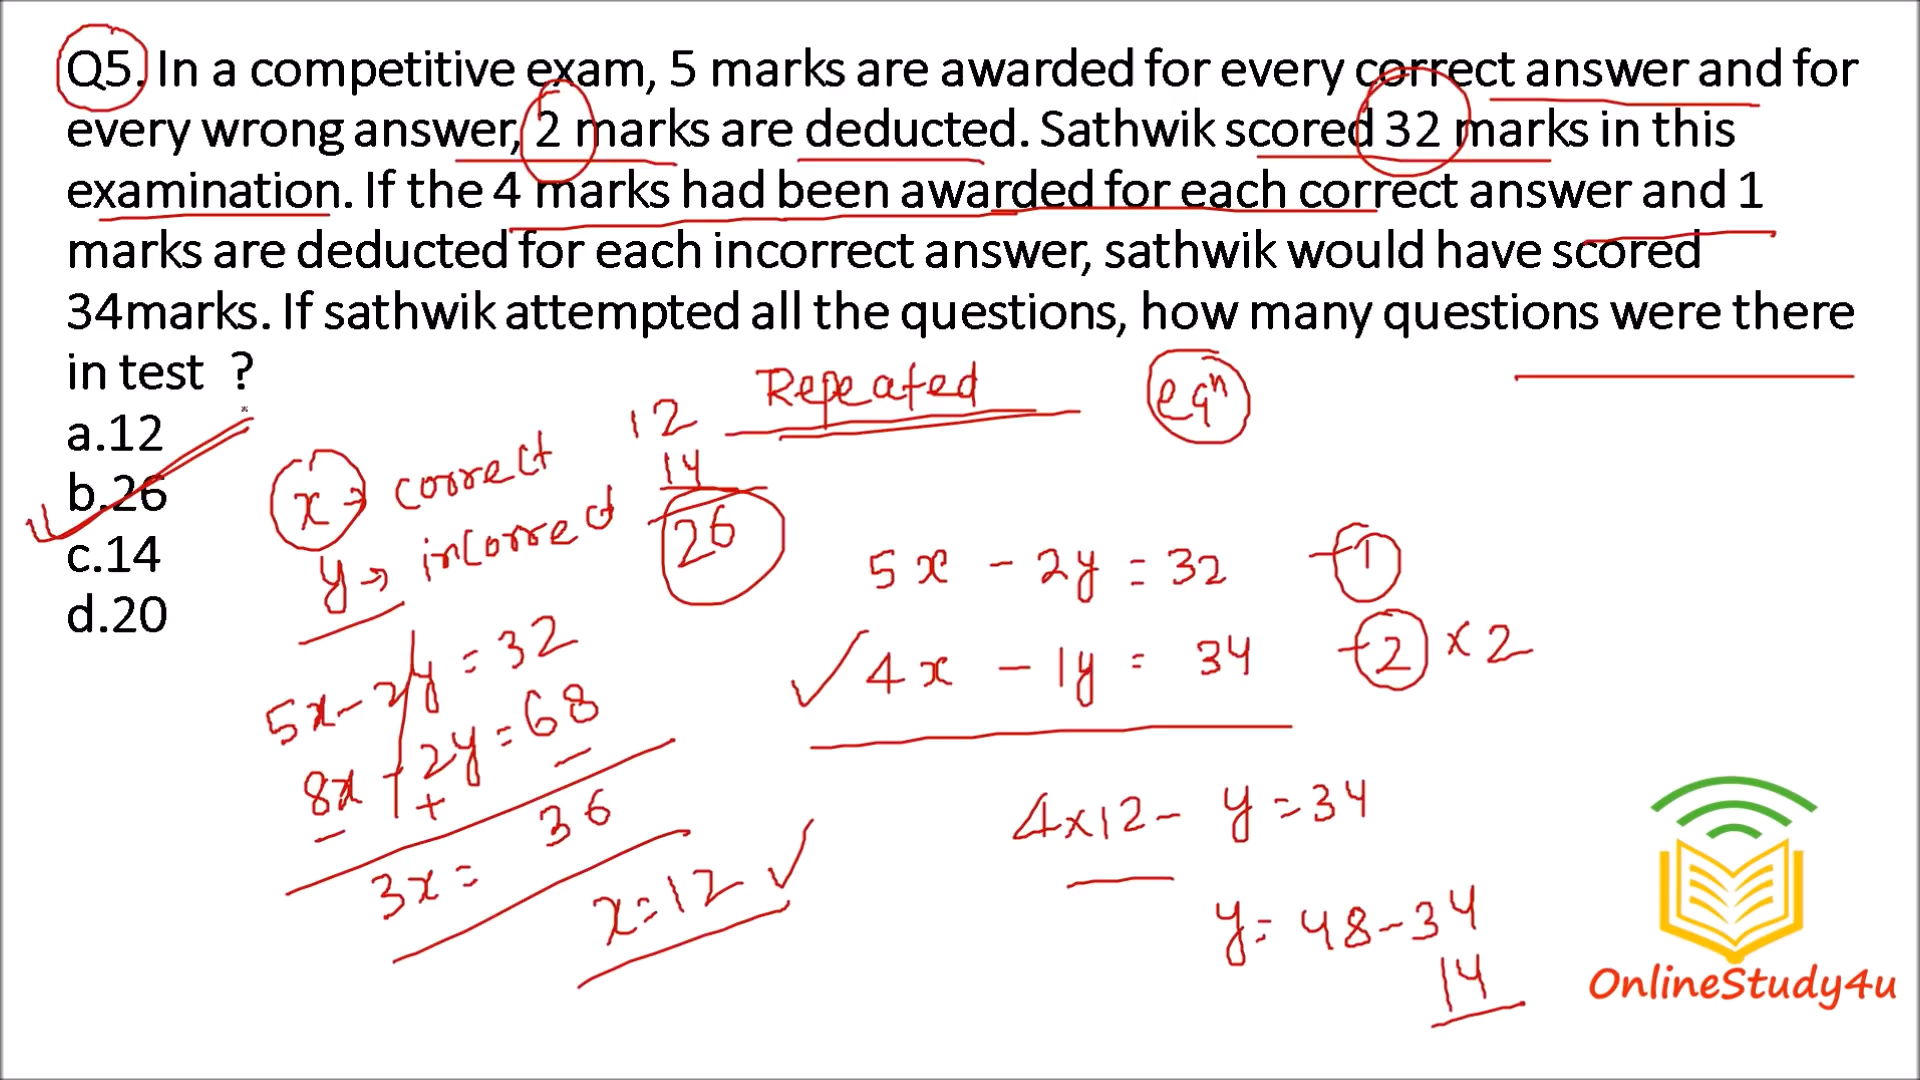 Q5. In a competitive exam, 5 marks are awarded for every correct answer and for
every wrong answer, 2 marks are deducted. Sathwik scored 32 marks in this
examination. If the 4 marks had been awarded for each correct answer and 1
marks are deducted for each incorrect answer, sathwik would have scored
34marks. If sathwik attempted all the questions, how many questions were there
in test ?
a.12
b.26
c.14
d.20
Repeated
eqⁿ
x → correct
y → incorrect
12
14
26
5x - 2y = 32 - 1
4x - 1y = 34 - 2 × 2
5x - 2y = 32
8x - 2y = 68
- + -
3x = 36
x = 12
4×12 - y = 34
y = 48 - 34
14
OnlineStudy4u